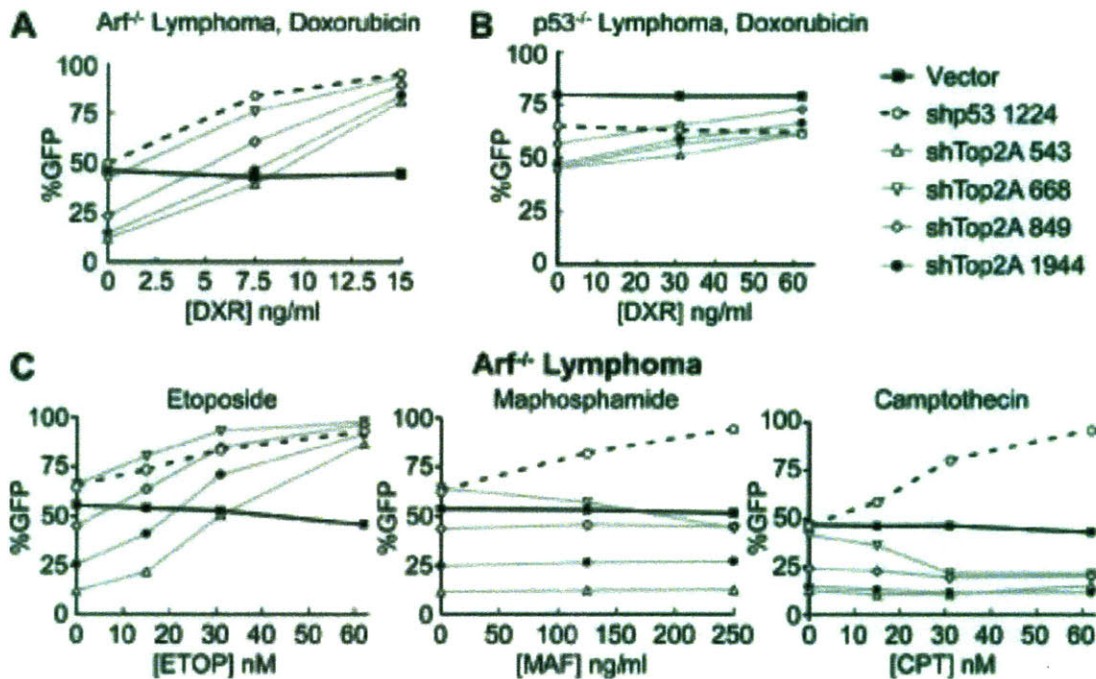 A Arf-/- Lymphoma, Doxorubicin
100
75
50
25
0
%GFP
0 2.5 5 7.5 10 12.5 15
[DXR] ng/ml
B p53-/- Lymphoma, Doxorubicin
100
75
50
25
0
%GFP
0 10 20 30 40 50 60
[DXR] ng/ml
Vector
shp53 1224
shTop2A 543
shTop2A 668
shTop2A 849
shTop2A 1944
C Arf-/- Lymphoma
Etoposide
100
75
50
25
0
%GFP
0 10 20 30 40 50 60
[ETOP] nM
Maphosphamide
100
75
50
25
0
%GFP
0 50 100 150 200 250
[MAF] ng/ml
Camptothecin
100
75
50
25
0
%GFP
0 10 20 30 40 50 60
[CPT] nM